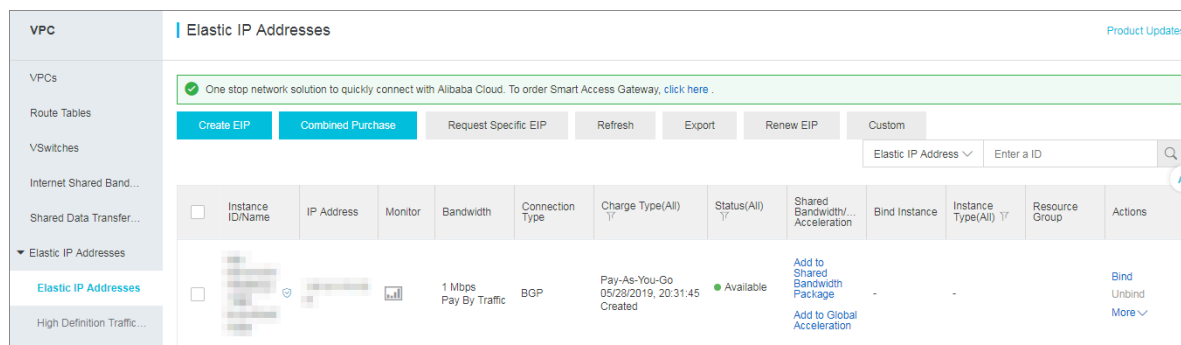 VPC
Elastic IP Addresses
Product Updates
VPCs
One stop network solution to quickly connect with Alibaba Cloud. To order Smart Access Gateway, click here .
Route Tables
Create EIP
Combined Purchase
Request Specific EIP
Refresh
Export
Renew EIP
Custom
VSwitches
Elastic IP Address
Enter a ID
Internet Shared Band...
Shared Data Transfer...
Elastic IP Addresses
Elastic IP Addresses
High Definition Traffic...
Instance
ID/Name
IP Address
Monitor
Bandwidth
Connection
Type
Charge Type(All)
Status(All)
Shared
Bandwidth/...
Acceleration
Bind Instance
Instance
Type(All)
Resource
Group
Actions
1 Mbps
Pay By Traffic
BGP
Pay-As-You-Go
05/28/2019, 20:31:45
Created
Available
Add to
Shared
Bandwidth
Package
Add to Global
Acceleration
-
-
Bind
Unbind
More